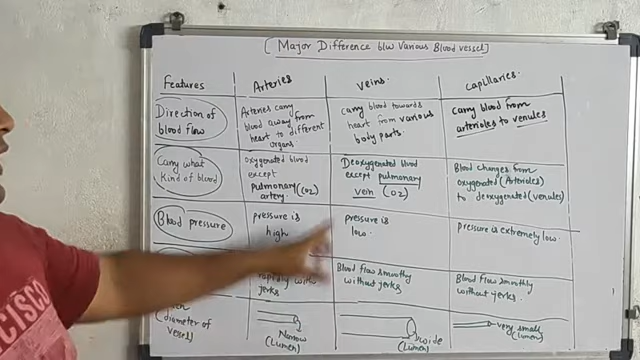 [ Major Difference b/w Various Blood vessel ]
Features
Arteries
veins.
capillaries.
Direction of
blood flow
Arteries carry
blood away from
heart to different
organs
carry blood towards
heart from various
body parts.
carry blood from
arterioles to venules
Carry what
kind of blood
oxygenated blood
except
pulmonary
artery. (CO2)
Deoxygenated blood
except pulmonary
vein (O2)
Blood changes from
oxygenated (Arterioles)
to deoxygenated (venules)
Blood pressure
pressure is
high
pressure is
low.
pressure is extremely low.
rapidly with
jerks
Blood flow smoothly
without jerks
Blood flow smoothly
without jerks.
(diameter of
vessel)
Narrow
(lumen)
wide
(lumen)
very small
(lumen)
CISCO